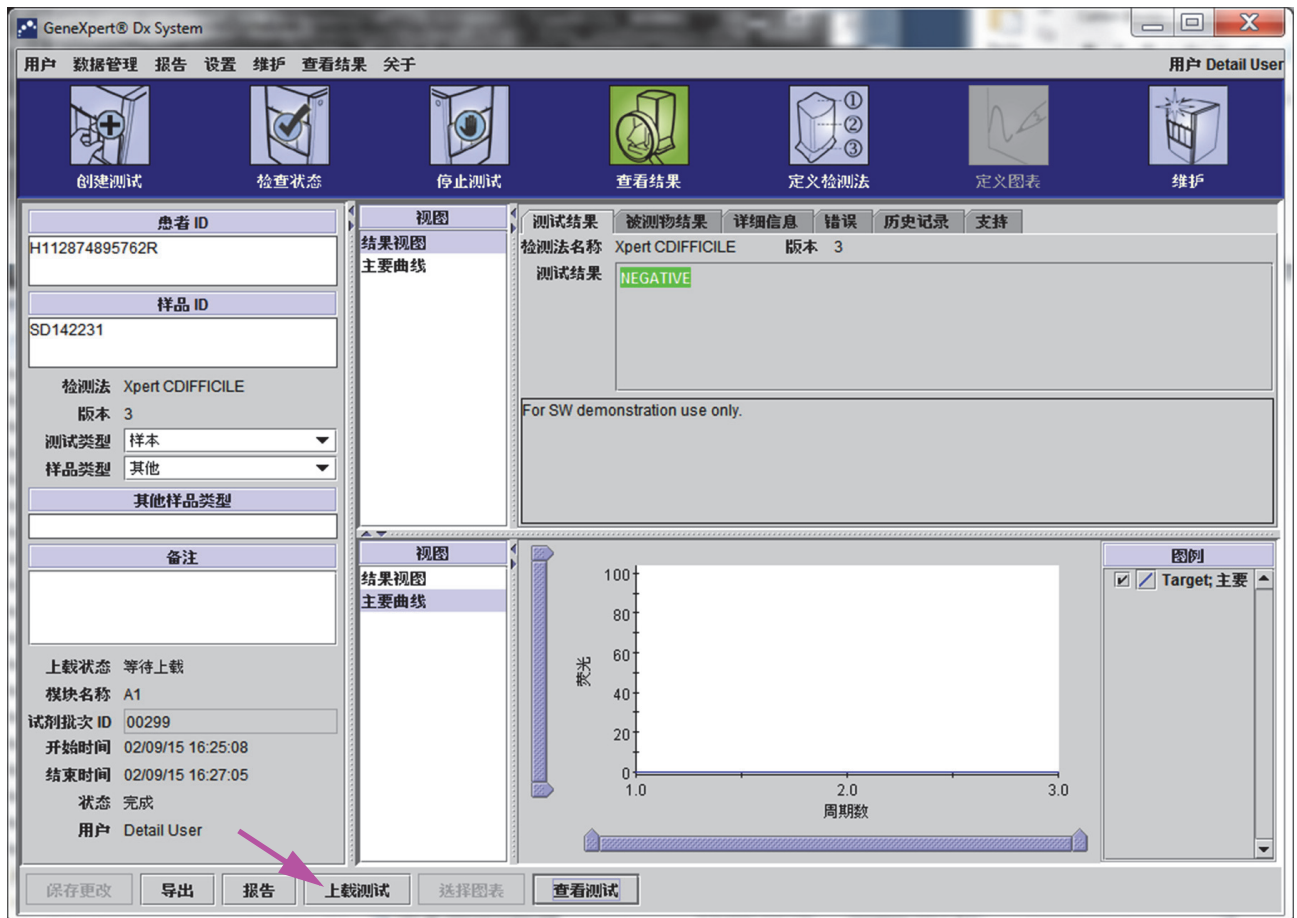 GeneXpert® Dx System
用户 数据管理 报告 设置 维护 查看结果 关于
用户 Detail User
创建测试 检查状态 停止测试 查看结果 定义检测法 定义图表 维护
患者 ID
H112874895762R
样品 ID
SD142231
检测法 Xpert CDIFFICILE
版本 3
测试类型 样本
样品类型 其他
其他样品类型
备注
上载状态 等待上载
模块名称 A1
试剂批次 ID 00299
开始时间 02/09/15 16:25:08
结束时间 02/09/15 16:27:05
状态 完成
用户 Detail User
视图
结果视图
主要曲线
测试结果 被测物结果 详细信息 错误 历史记录 支持
检测法名称 Xpert CDIFFICILE 版本 3
测试结果 NEGATIVE
For SW demonstration use only.
视图
结果视图
主要曲线
100
80
60
40
20
0
荧光
1.0 2.0 3.0
周期数
图例
Target; 主要
保存更改 导出 报告 上载测试 选择图表 查看测试